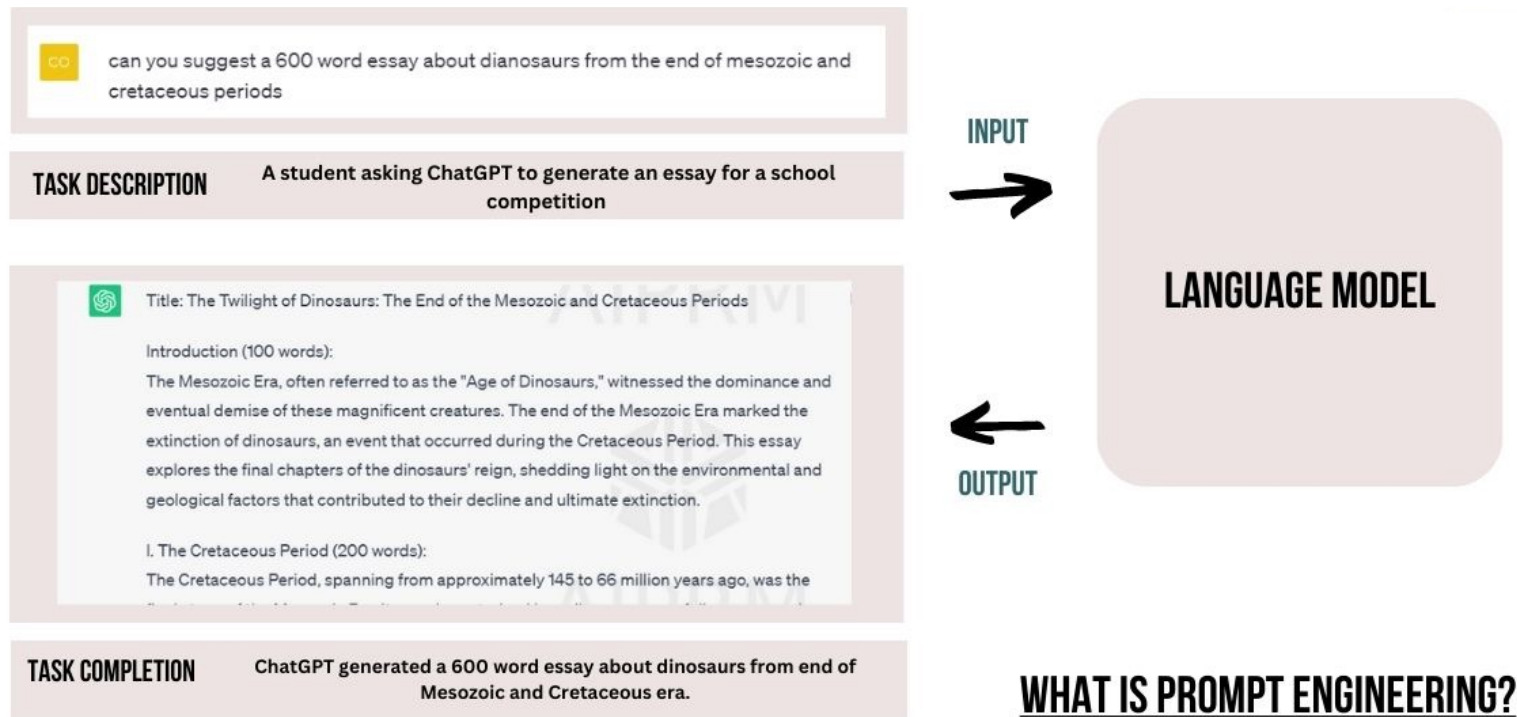 CO
can you suggest a 600 word essay about dianosaurs from the end of mesozoic and
cretaceous periods
TASK DESCRIPTION
A student asking ChatGPT to generate an essay for a school
competition
INPUT
LANGUAGE MODEL
OUTPUT
AIPRM
Title: The Twilight of Dinosaurs: The End of the Mesozoic and Cretaceous Periods
Introduction (100 words):
The Mesozoic Era, often referred to as the "Age of Dinosaurs," witnessed the dominance and
eventual demise of these magnificent creatures. The end of the Mesozoic Era marked the
extinction of dinosaurs, an event that occurred during the Cretaceous Period. This essay
explores the final chapters of the dinosaurs' reign, shedding light on the environmental and
geological factors that contributed to their decline and ultimate extinction.
I. The Cretaceous Period (200 words):
The Cretaceous Period, spanning from approximately 145 to 66 million years ago, was the
AIPRM
TASK COMPLETION
ChatGPT generated a 600 word essay about dinosaurs from end of
Mesozoic and Cretaceous era.
WHAT IS PROMPT ENGINEERING?